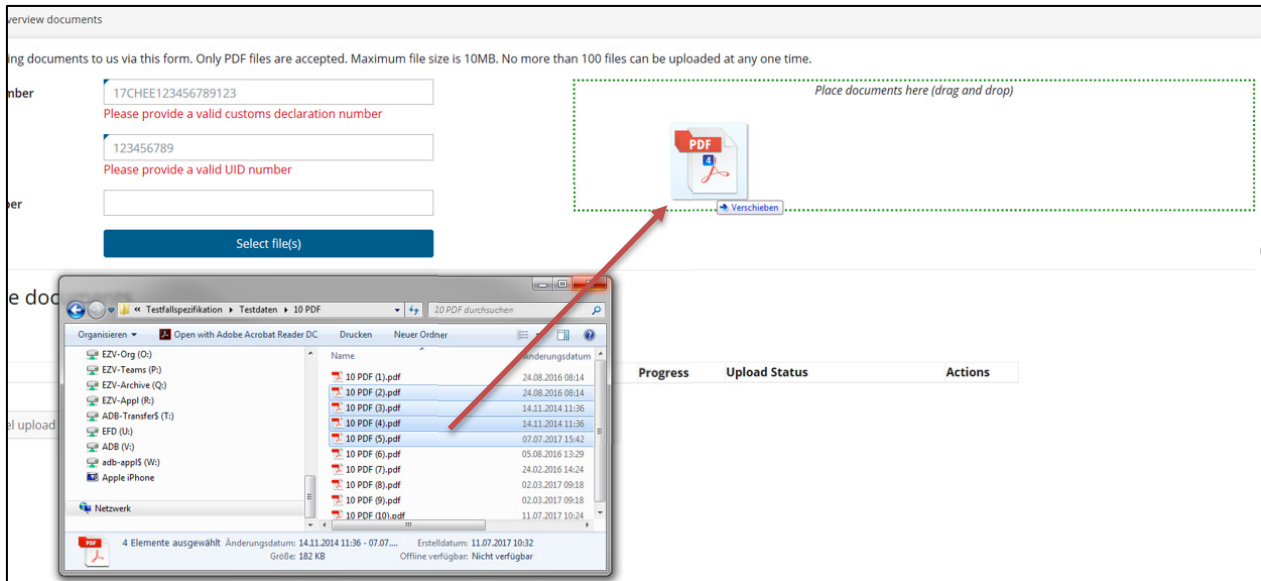 verview documents
ing documents to us via this form. Only PDF files are accepted. Maximum file size is 10MB. No more than 100 files can be uploaded at any one time.
mber
17CHEE123456789123
Please provide a valid customs declaration number
123456789
Please provide a valid UID number
ber
Select file(s)
Place documents here (drag and drop)
PDF
4
Verschieben
e doc
« Testfallspezifikation Testdaten 10 PDF
10 PDF durchsuchen
Organisieren Open with Adobe Acrobat Reader DC Drucken Neuer Ordner
EZV-Org (O:)
EZV-Teams (P:)
EZV-Archive (Q:)
EZV-Appl (R:)
ADB-Transfer$ (T:)
EFD (U:)
ADB (V:)
adb-appl$ (W:)
Apple iPhone
Netzwerk
Name Änderungsdatum
10 PDF (1).pdf 24.08.2016 08:14
10 PDF (2).pdf 24.08.2016 08:14
10 PDF (3).pdf 14.11.2014 11:36
10 PDF (4).pdf 14.11.2014 11:36
10 PDF (5).pdf 07.07.2017 15:42
10 PDF (6).pdf 05.08.2016 13:29
10 PDF (7).pdf 24.02.2016 14:24
10 PDF (8).pdf 02.03.2017 09:18
10 PDF (9).pdf 02.03.2017 09:18
10 PDF (10).pdf 11.07.2017 10:24
PDF
4 Elemente ausgewählt Änderungsdatum: 14.11.2014 11:36 - 07.07.... Erstelldatum: 11.07.2017 10:32
Größe: 182 KB Offline verfügbar: Nicht verfügbar
Progress Upload Status Actions
el upload